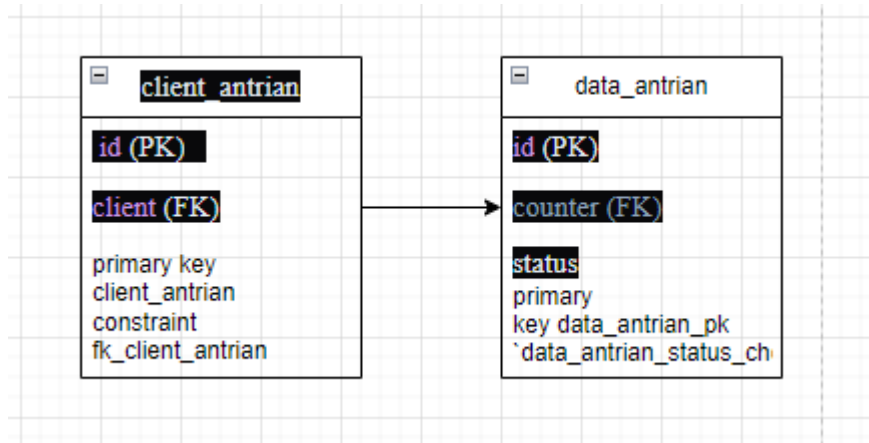 client_antrian
id (PK)
client (FK)
primary key
client_antrian
constraint
fk_client_antrian
data_antrian
id (PK)
counter (FK)
status
primary
key data_antrian_pk
`data_antrian_status_ch